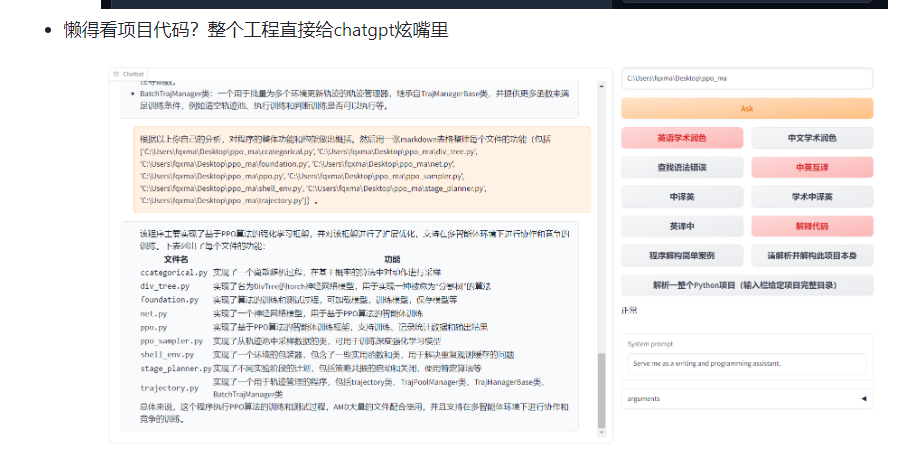 懒得看项目代码？整个工程直接给chatgpt炫嘴里
Chatbot
BatchTrajManager类：一个用于批量为多个环境更新轨迹的轨迹管理器，继承自TrajManagerBase类，并提供更多函数来满
足训练条件，例如清空轨迹池、执行训练和判断训练是否可以执行等。
根据以上你自己的分析，对程序的整体功能和构架做出概括。然后用一张markdown表格整理每个文件的功能（包括
['C:\Users\fqxma\Desktop\ppo_ma\ccategorical.py', 'C:\Users\fqxma\Desktop\ppo_ma\div_tree.py',
'C:\Users\fqxma\Desktop\ppo_ma\foundation.py', 'C:\Users\fqxma\Desktop\ppo_ma\net.py',
'C:\Users\fqxma\Desktop\ppo_ma\ppo.py', 'C:\Users\fqxma\Desktop\ppo_ma\ppo_sampler.py',
'C:\Users\fqxma\Desktop\ppo_ma\shell_env.py', 'C:\Users\fqxma\Desktop\ppo_ma\stage_planner.py',
'C:\Users\fqxma\Desktop\ppo_ma\trajectory.py']）。
该程序主要实现了基于PPO算法的强化学习框架，并对该框架进行了扩展优化，支持在多智能体环境下进行协作和竞争的
训练。下表列出了每个文件的功能：
文件名 功能
ccategorical.py 实现了一个离散随机过程，在基于概率的算法中对动作进行采样
div_tree.py 实现了名为DivTree的torch神经网络模型，用于实现一种被称为“分割树”的算法
foundation.py 实现了算法的训练和测试过程，可加载模型，训练模型，保存模型等
net.py 实现了一个神经网络模型，用于基于PPO算法的智能体训练
ppo.py 实现了基于PPO算法的智能体训练框架，支持训练、记录统计数据和输出结果
ppo_sampler.py 实现了从轨迹池中采样数据的类，可用于训练深度强化学习模型
shell_env.py 实现了一个环境的包装器，包含了一些实用函数和类，用于解决重复观测缓存的问题
stage_planner.py 实现了不同实验阶段的计划，包括策略共振的启动和关闭，使用特定算法等
trajectory.py 实现了一个用于轨迹管理的程序，包括trajectory类、TrajPoolManager类、TrajManagerBase类、
BatchTrajManager类
总体来说，这个程序执行PPO算法的训练和测试过程，AMD大量的文件配合使用，并且支持在多智能体环境下进行协作和
竞争的训练。
C:\Users\fqxma\Desktop\ppo_ma
Ask
英语学术润色 中文学术润色
查找语法错误 中英互译
中译英 学术中译英
英译中 解释代码
程序解构简单案例 请解析并解构此项目本身
解析一整个Python项目（输入栏给定项目完整目录）
正常
System prompt
Serve me as a writing and programming assistant.
arguments